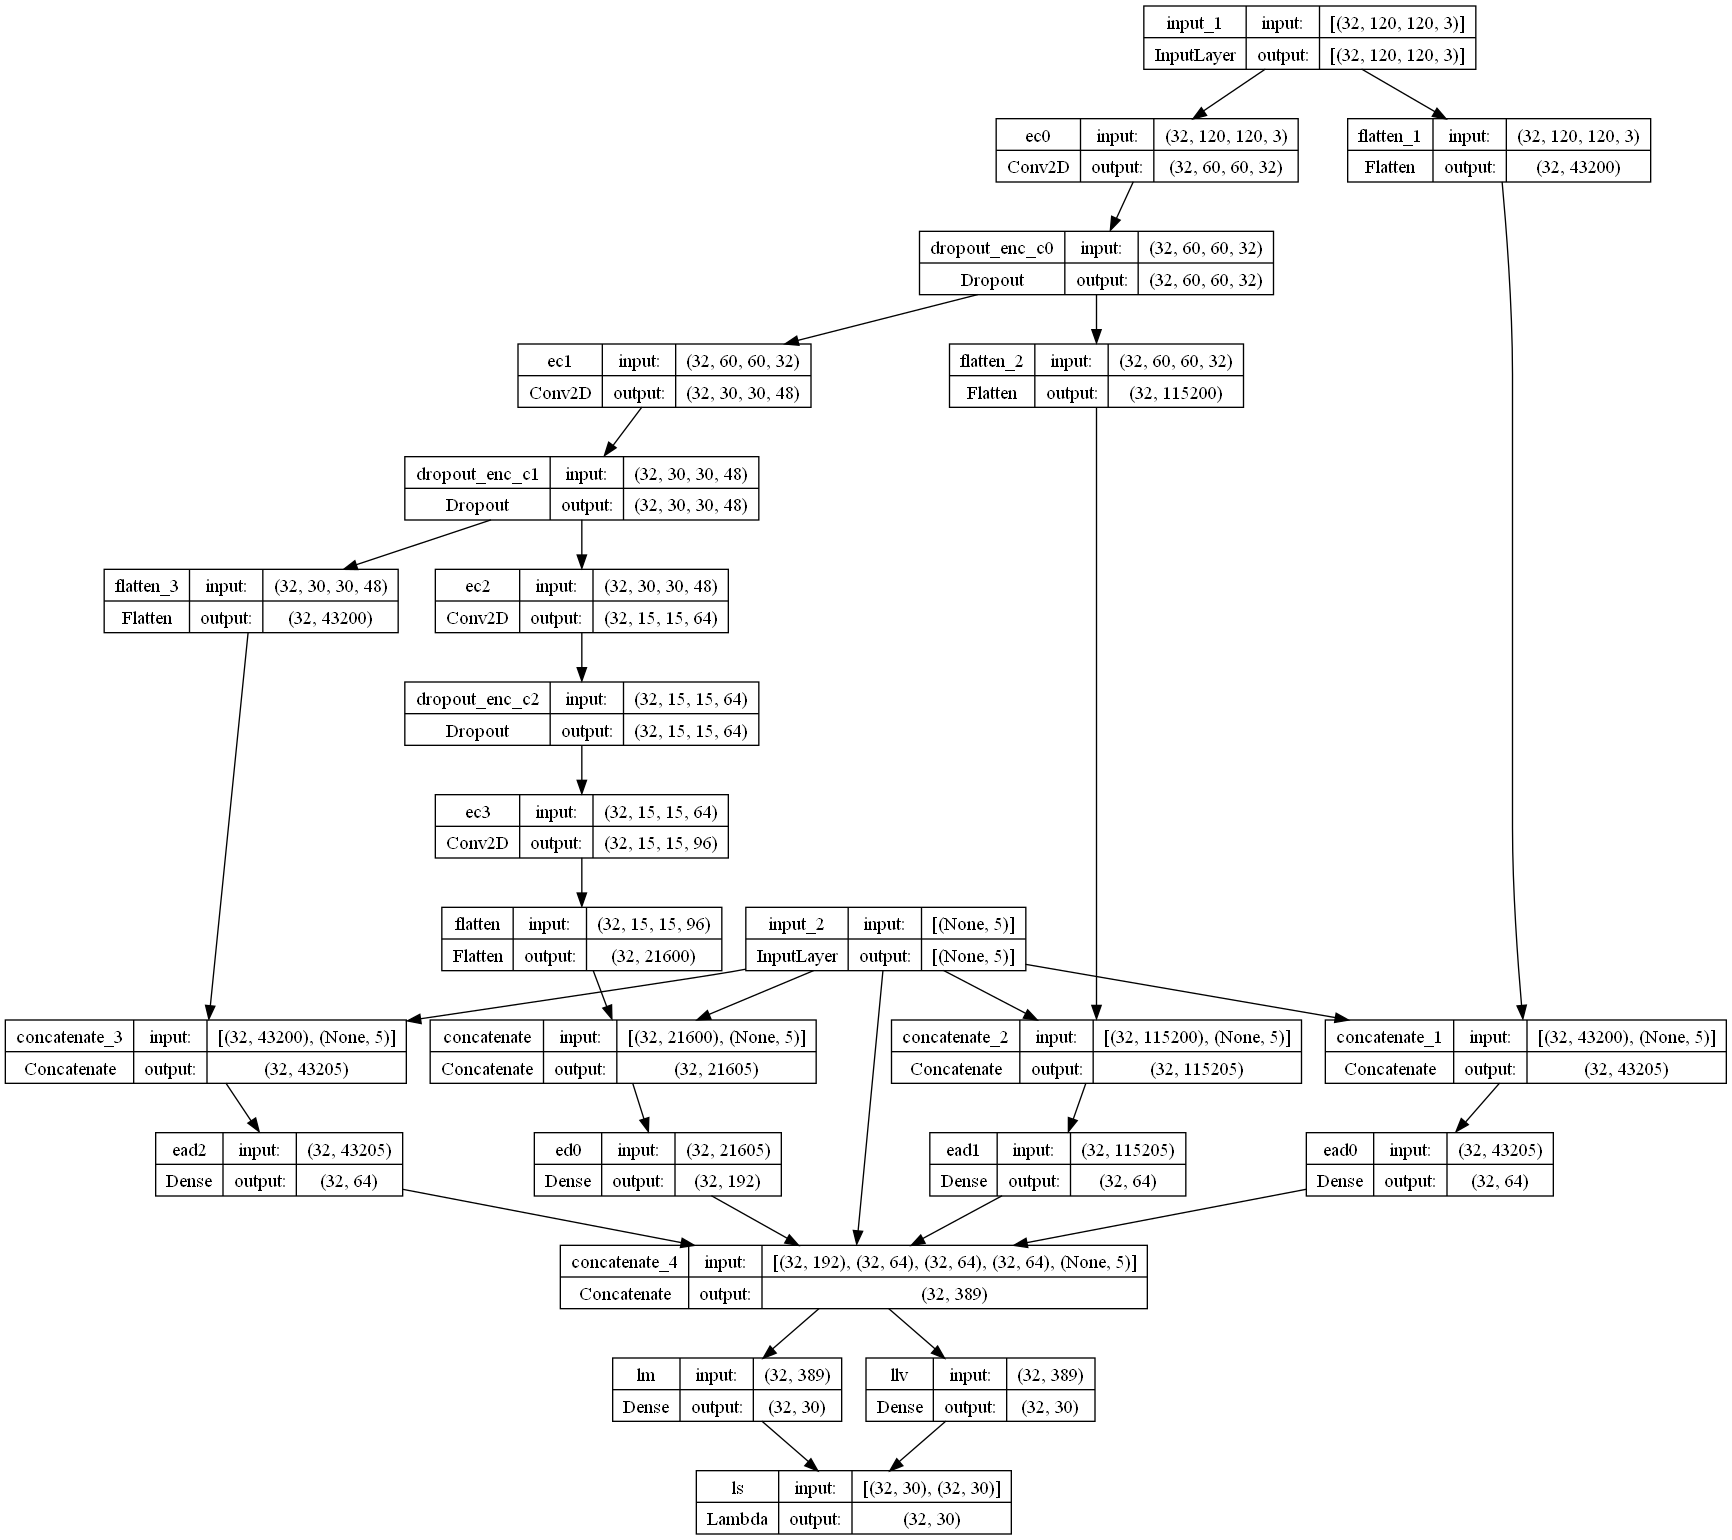 input_1 input: [(32, 120, 120, 3)]
InputLayer output: [(32, 120, 120, 3)]
ec0 input: (32, 120, 120, 3)
Conv2D output: (32, 60, 60, 32)
flatten_1 input: (32, 120, 120, 3)
Flatten output: (32, 43200)
dropout_enc_c0 input: (32, 60, 60, 32)
Dropout output: (32, 60, 60, 32)
ec1 input: (32, 60, 60, 32)
Conv2D output: (32, 30, 30, 48)
flatten_2 input: (32, 60, 60, 32)
Flatten output: (32, 115200)
dropout_enc_c1 input: (32, 30, 30, 48)
Dropout output: (32, 30, 30, 48)
flatten_3 input: (32, 30, 30, 48)
Flatten output: (32, 43200)
ec2 input: (32, 30, 30, 48)
Conv2D output: (32, 15, 15, 64)
dropout_enc_c2 input: (32, 15, 15, 64)
Dropout output: (32, 15, 15, 64)
ec3 input: (32, 15, 15, 64)
Conv2D output: (32, 15, 15, 96)
flatten input: (32, 15, 15, 96)
Flatten output: (32, 21600)
input_2 input: [(None, 5)]
InputLayer output: [(None, 5)]
concatenate_3 input: [(32, 43200), (None, 5)]
Concatenate output: (32, 43205)
concatenate input: [(32, 21600), (None, 5)]
Concatenate output: (32, 21605)
concatenate_2 input: [(32, 115200), (None, 5)]
Concatenate output: (32, 115205)
concatenate_1 input: [(32, 43200), (None, 5)]
Concatenate output: (32, 43205)
ead2 input: (32, 43205)
Dense output: (32, 64)
ed0 input: (32, 21605)
Dense output: (32, 192)
ead1 input: (32, 115205)
Dense output: (32, 64)
ead0 input: (32, 43205)
Dense output: (32, 64)
concatenate_4 input: [(32, 192), (32, 64), (32, 64), (32, 64), (None, 5)]
Concatenate output: (32, 389)
lm input: (32, 389)
Dense output: (32, 30)
llv input: (32, 389)
Dense output: (32, 30)
ls input: [(32, 30), (32, 30)]
Lambda output: (32, 30)